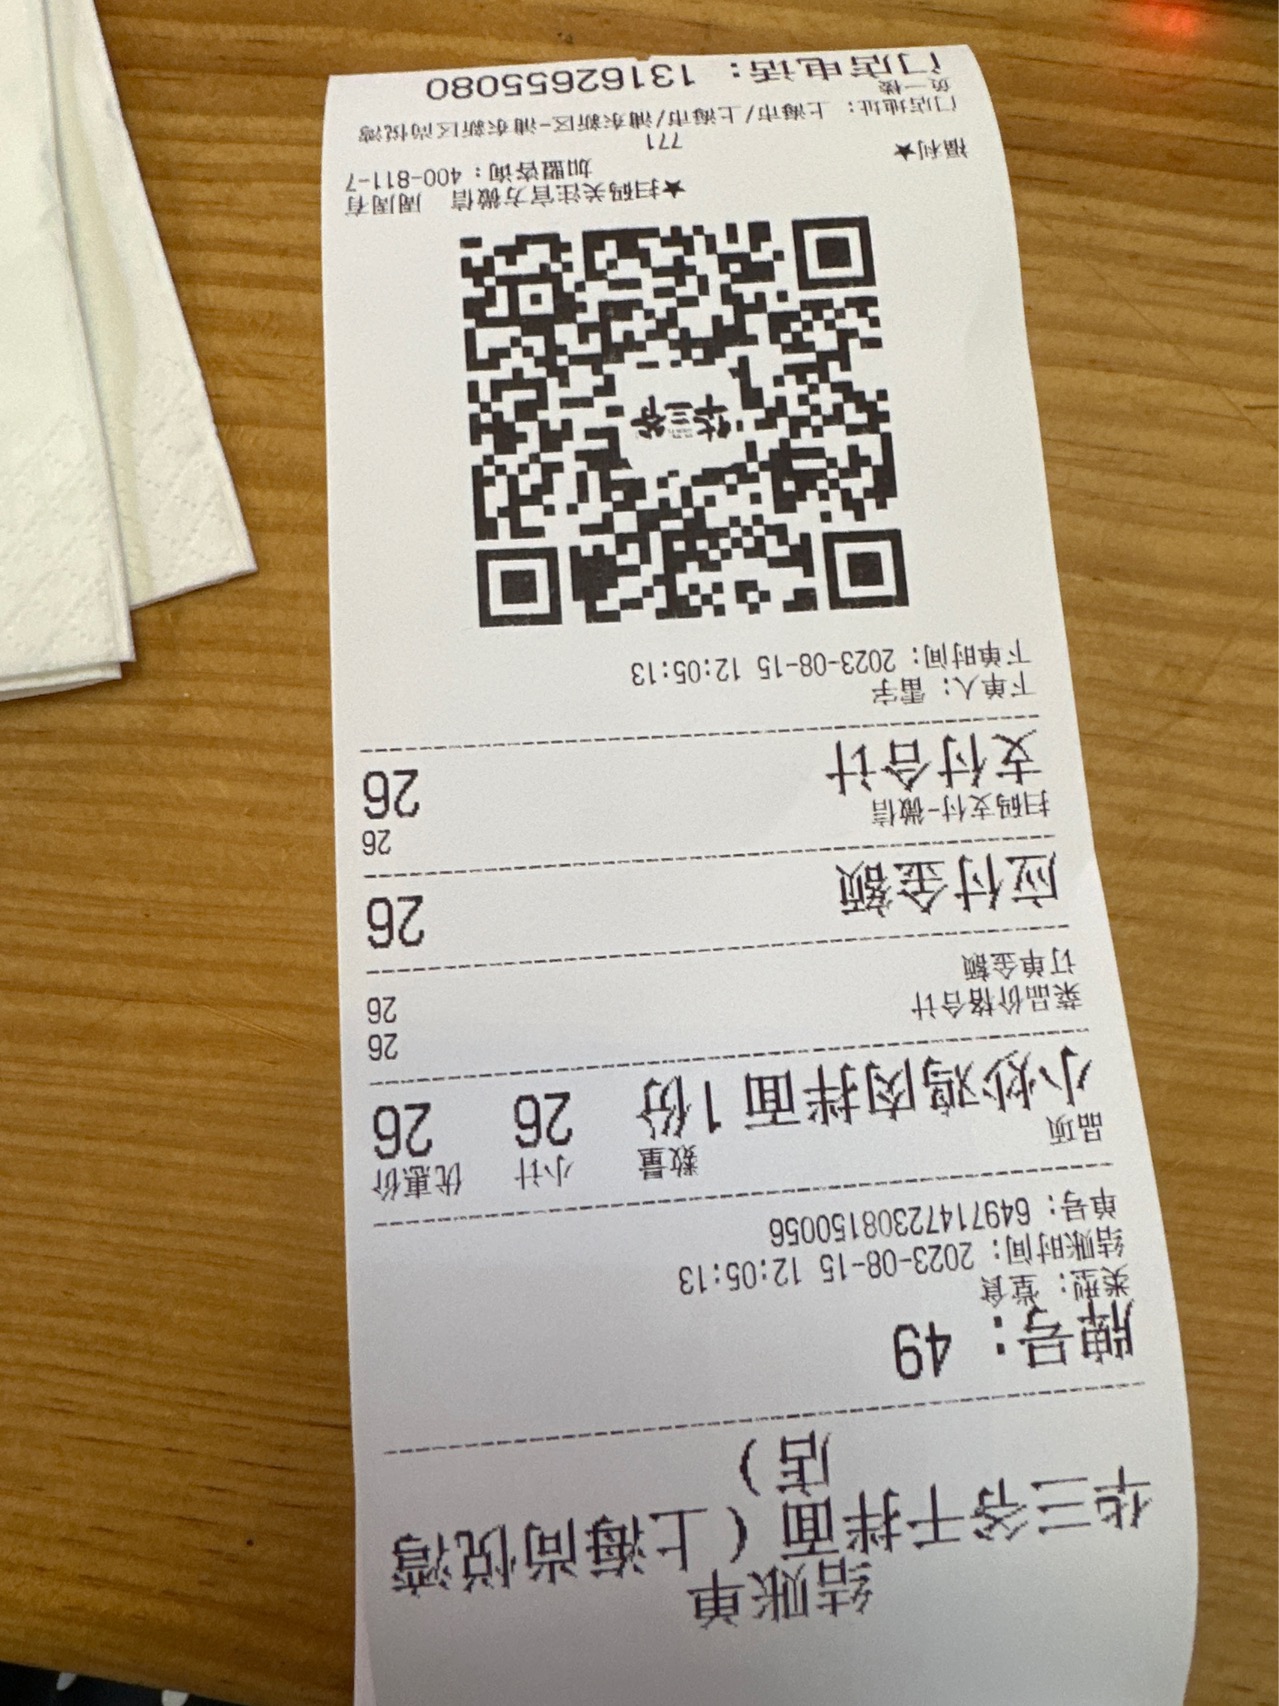 结账单
华三爷干拌面(上海尚悦湾
店)
牌号: 49
类型: 堂食
结账时间: 2023-08-15 12:05:13
单号: 64971472308150056
品项 数量 小计 优惠价
小炒鸡肉拌面 1份 26 26
菜品价格合计 26
订单金额 26
应付金额 26
扫码支付-微信 26
支付合计 26
下单人: 雷宇
下单时间: 2023-08-15 12:05:13
华三爷
★扫码关注官方微信 周周有
福利★ 加盟咨询: 400-811-7
771
门店地址: 上海市/上海市/浦东新区-浦东新区尚悦湾
负一楼
门店电话: 13162655080